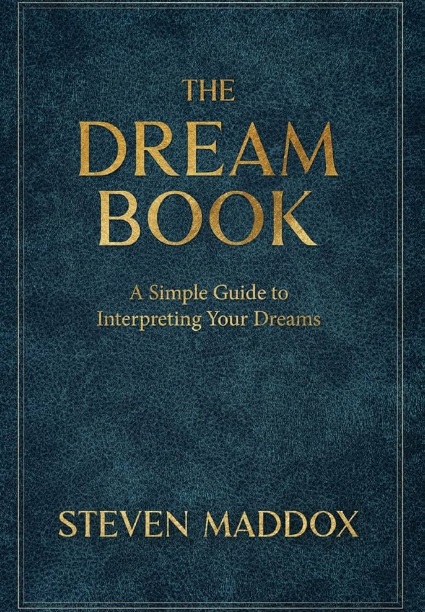 THE
DREAM
BOOK
A Simple Guide to
Interpreting Your Dreams
STEVEN MADDOX